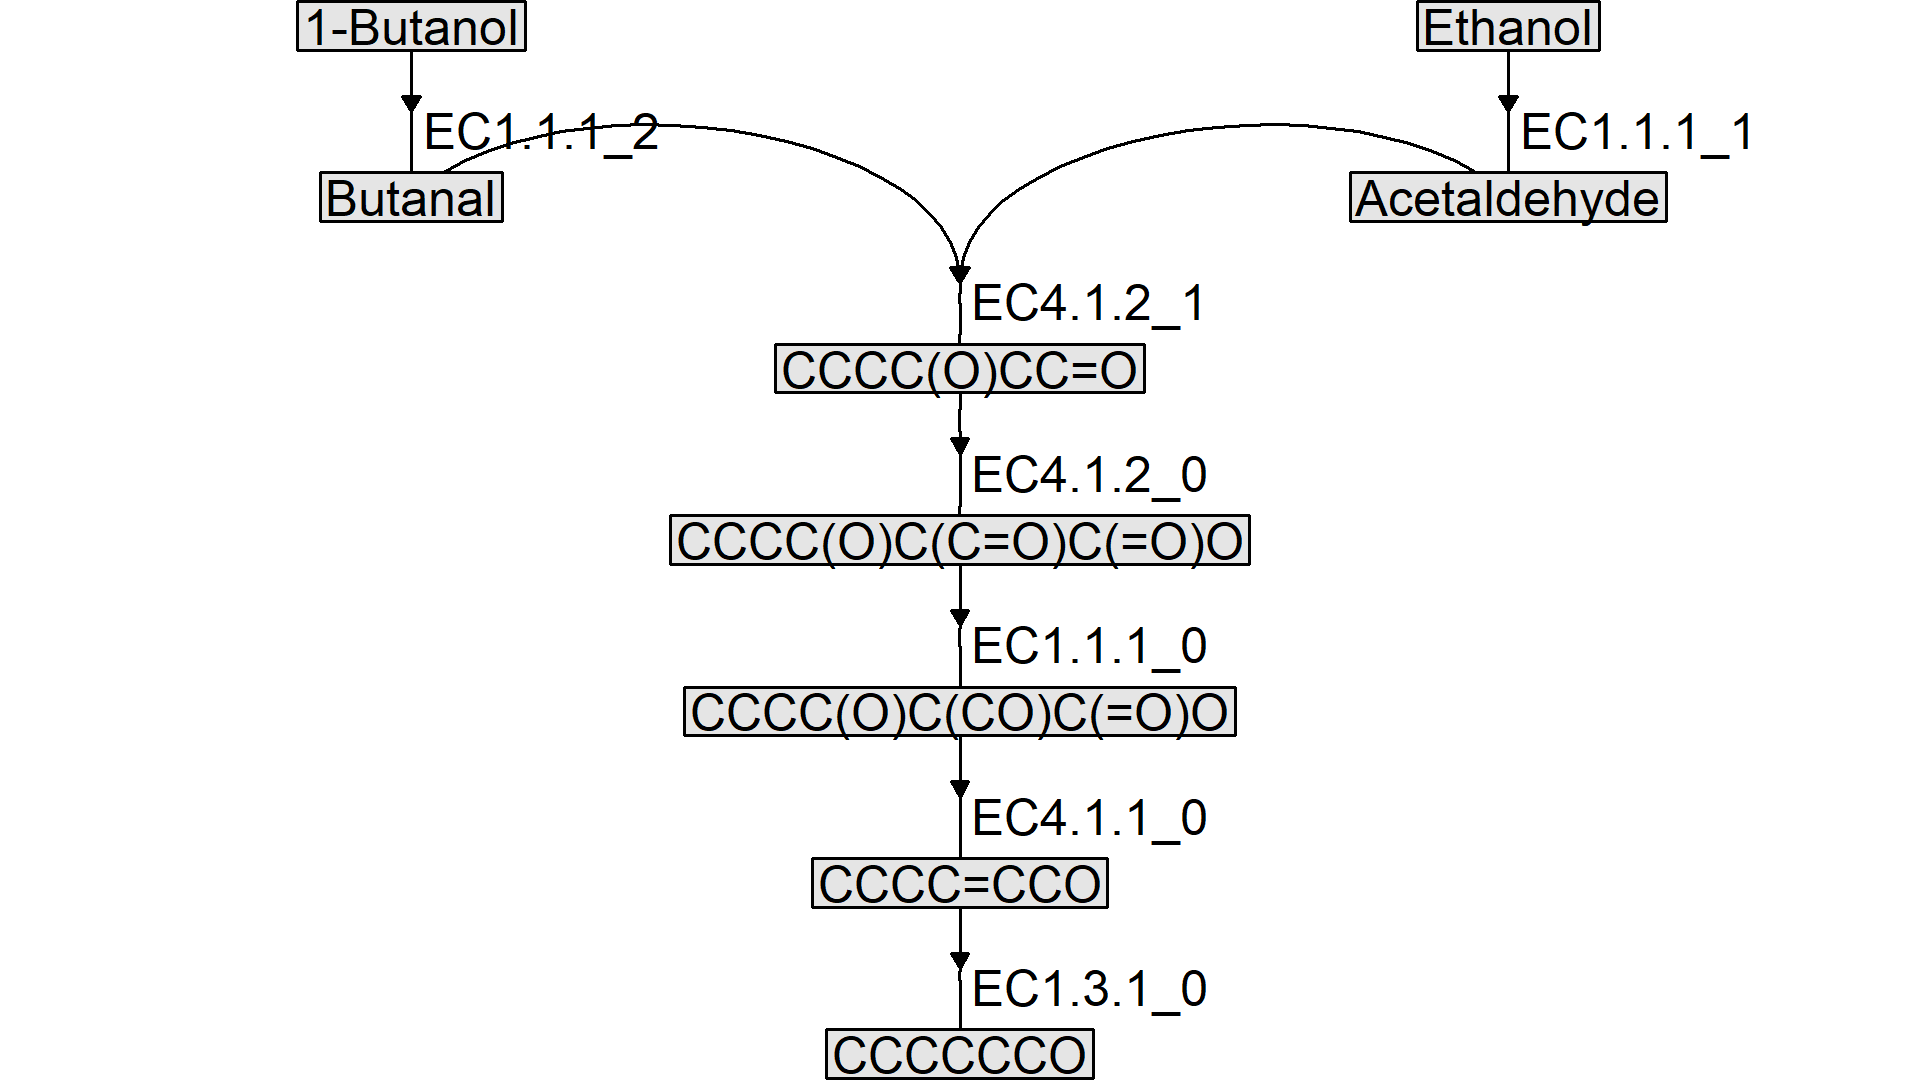 1-Butanol
Ethanol
EC1.1.1_2
EC1.1.1_1
Butanal
Acetaldehyde
EC4.1.2_1
CCCC(O)CC=O
EC4.1.2_0
CCCC(O)C(C=O)C(=O)O
EC1.1.1_0
CCCC(O)C(CO)C(=O)O
EC4.1.1_0
CCCC=CCO
EC1.3.1_0
CCCCCCO